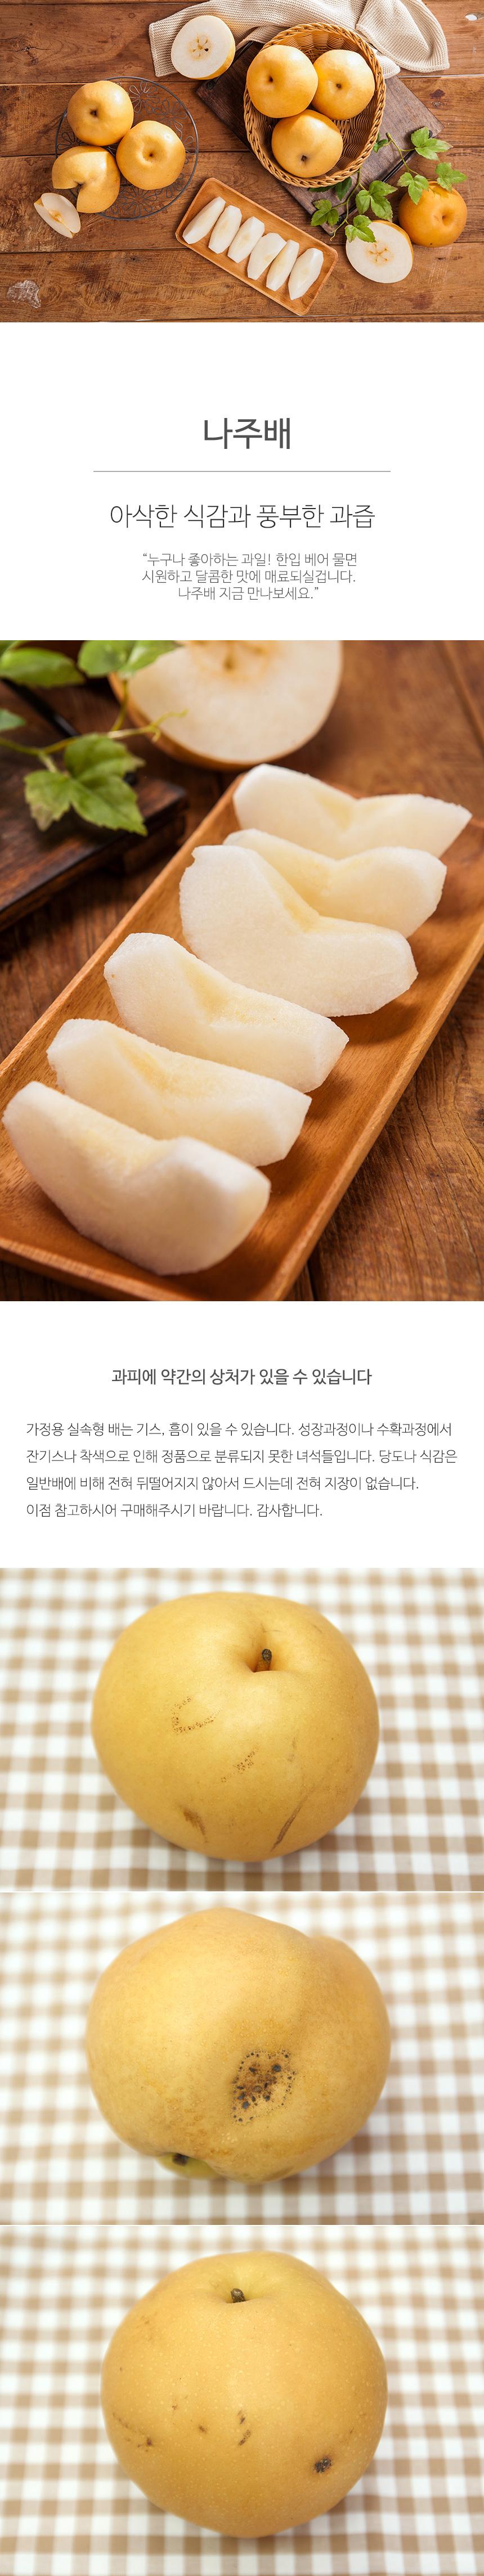 나주배
아삭한 식감과 풍부한 과즙
“누구나 좋아하는 과일! 한입 베어 물면
시원하고 달콤한 맛에 매료되실겁니다.
나주배 지금 만나보세요.”
과피에 약간의 상처가 있을 수 있습니다
가정용 실속형 배는 기스, 흠이 있을 수 있습니다. 성장과정이나 수확과정에서
잔기스나 착색으로 인해 정품으로 분류되지 못한 녀석들입니다. 당도나 식감은
일반배에 비해 전혀 뒤떨어지지 않아서 드시는데 전혀 지장이 없습니다.
이점 참고하시어 구매해주시기 바랍니다. 감사합니다.